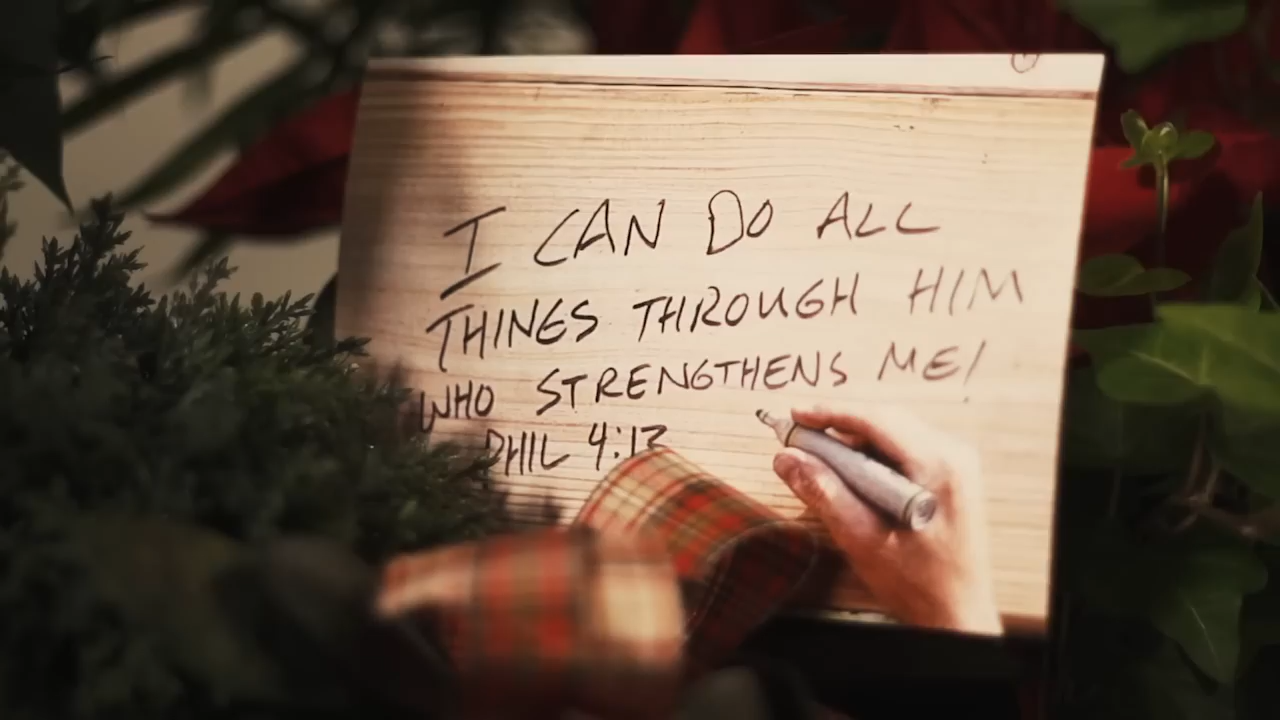 I CAN DO ALL
THINGS THROUGH HIM
WHO STRENGTHENS ME!
PHIL 4:13